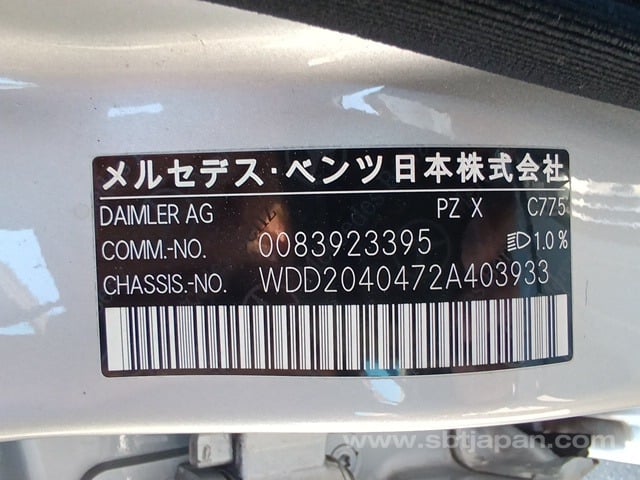 メルセデス・ベンツ日本株式会社
DAIMLER AG PZ X C775
COMM.-NO. 0083923395 1.0%
CHASSIS.-NO. WDD2040472A403933
www.sbtjapan.com